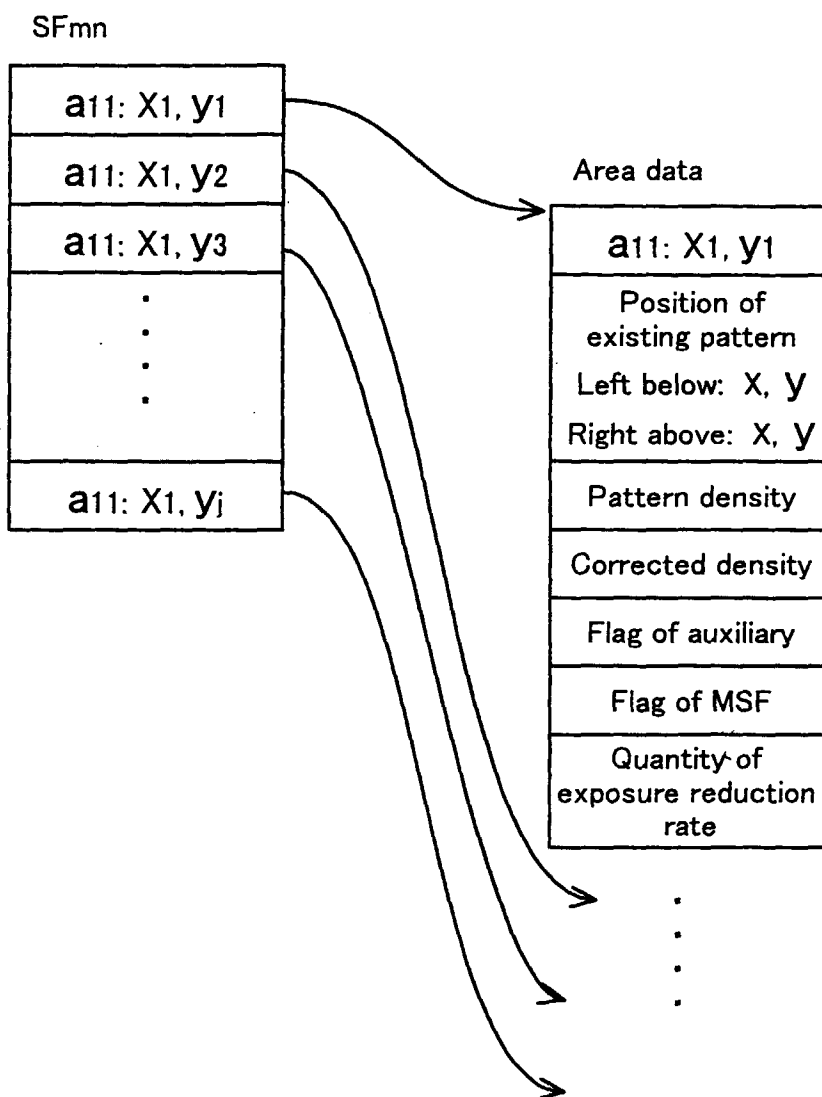 SFmn
a11: X1, y1
a11: X1, y2
a11: X1, y3
a11: X1, yj
Area data
a11: X1, y1
Position of
existing pattern
Left below: X, y
Right above: X, y
Pattern density
Corrected density
Flag of auxiliary
Flag of MSF
Quantity of
exposure reduction
rate